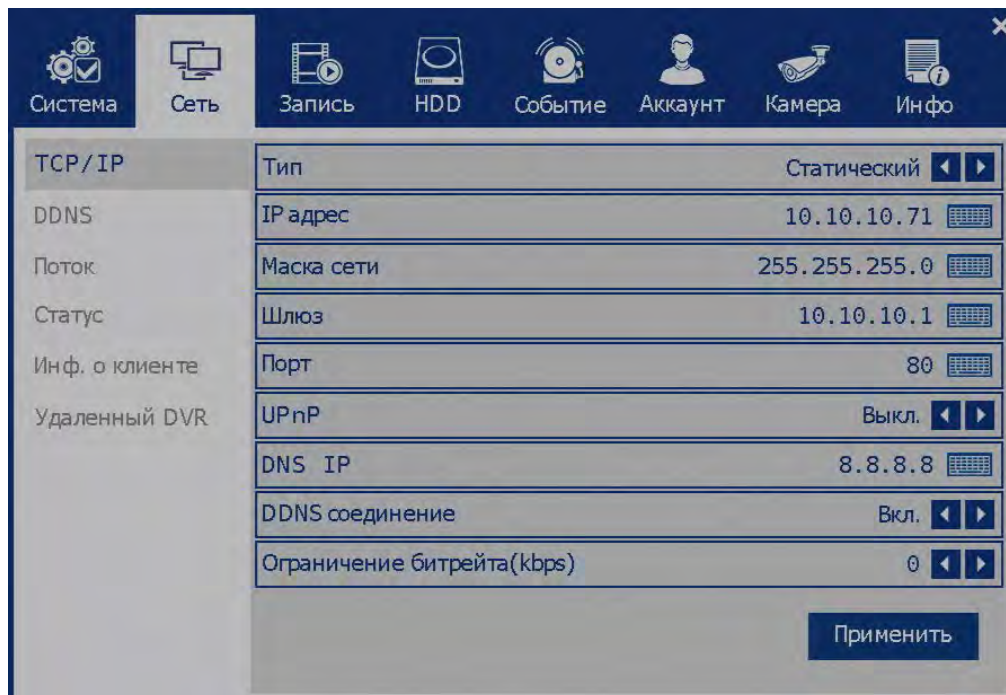 Система Сеть Запись HDD Событие Аккаунт Камера Инфо
TCP/IP
DDNS
Поток
Статус
Инф. о клиенте
Удаленный DVR
Тип Статический
IP адрес 10.10.10.71
Маска сети 255.255.255.0
Шлюз 10.10.10.1
Порт 80
UPnP Выкл.
DNS IP 8.8.8.8
DDNS соединение Вкл.
Ограничение битрейта(kbps) 0
Применить